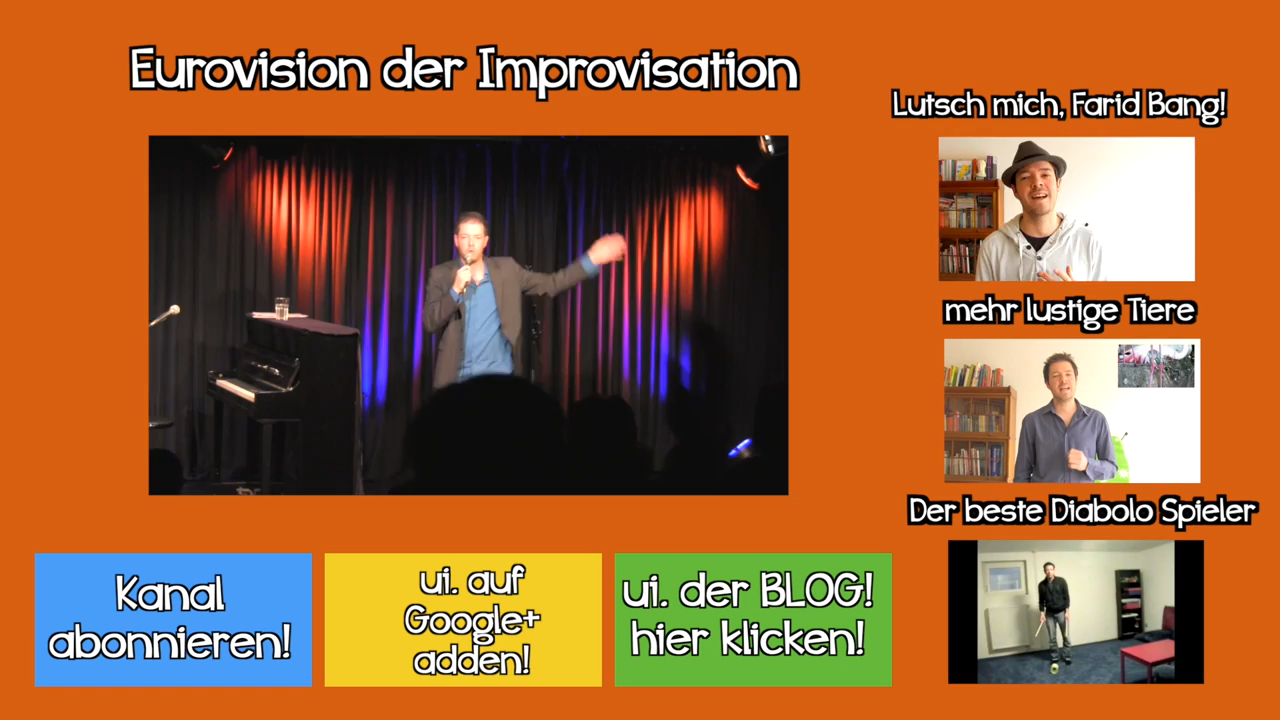 Eurovision der Improvisation
Lutsch mich, Farid Bang!
mehr lustige Tiere
Der beste Diabolo Spieler
Kanal
abonnieren!
ui. auf
Google+
adden!
ui. der BLOG!
hier klicken!